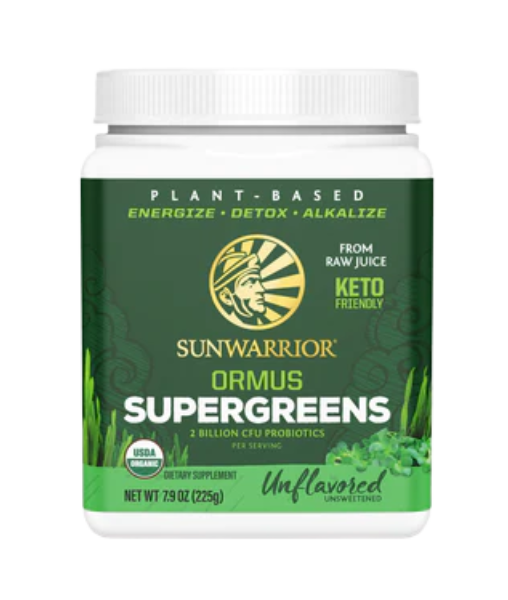 PLANT-BASED
ENERGIZE • DETOX • ALKALIZE
FROM
RAW JUICE
KETO
FRIENDLY
SUNWARRIOR®
ORMUS
SUPERGREENS
2 BILLION CFU PROBIOTICS
PER SERVING
USDA
ORGANIC
DIETARY SUPPLEMENT
NET WT 7.9 OZ (225g)
Unflavored
UNSWEETENED